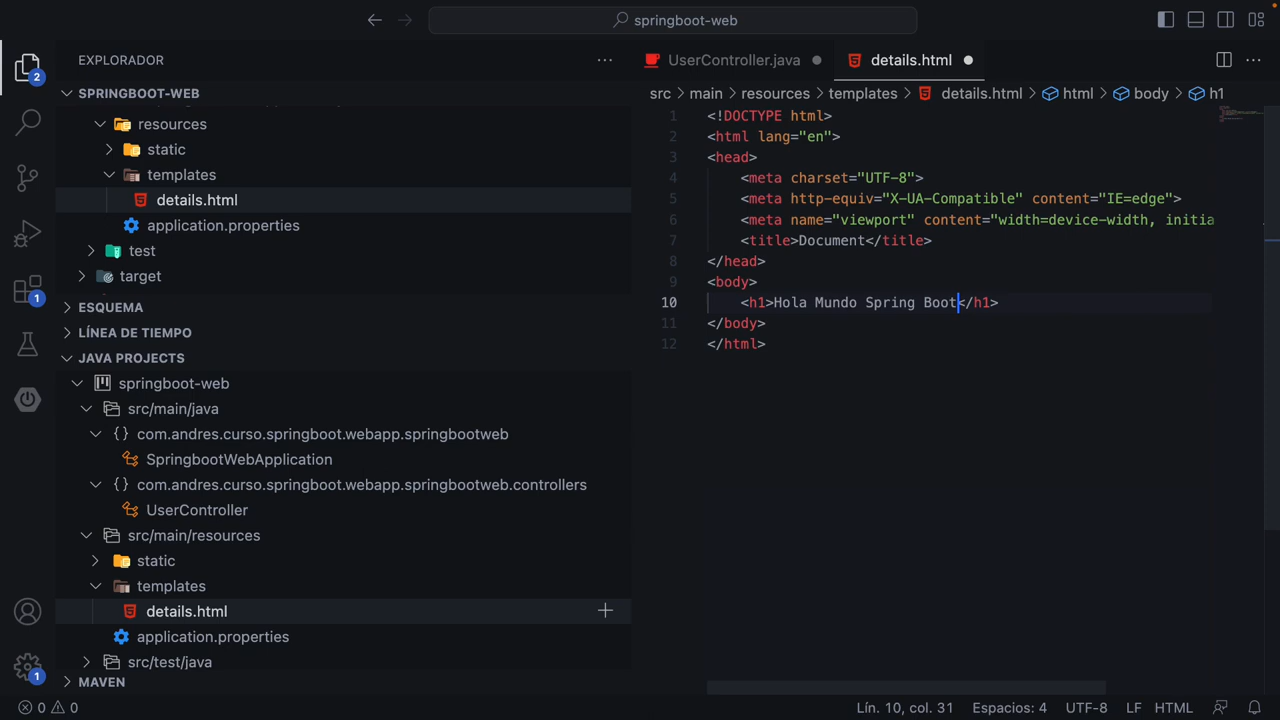 springboot-web
EXPLORADOR
SPRINGBOOT-WEB
resources
static
templates
details.html
application.properties
test
target
ESQUEMA
LÍNEA DE TIEMPO
JAVA PROJECTS
springboot-web
src/main/java
com.andres.curso.springboot.webapp.springbootweb
SpringbootWebApplication
com.andres.curso.springboot.webapp.springbootweb.controllers
UserController
src/main/resources
static
templates
details.html
application.properties
src/test/java
MAVEN
2
1
1
UserController.java details.html
src > main > resources > templates > details.html > html > body > h1
1 <!DOCTYPE html>
2 <html lang="en">
3 <head>
4 <meta charset="UTF-8">
5 <meta http-equiv="X-UA-Compatible" content="IE=edge">
6 <meta name="viewport" content="width=device-width, initia
7 <title>Document</title>
8 </head>
9 <body>
10 <h1>Hola Mundo Spring Boot</h1>
11 </body>
12 </html>
0 0 Lín. 10, col. 31 Espacios: 4 UTF-8 LF HTML